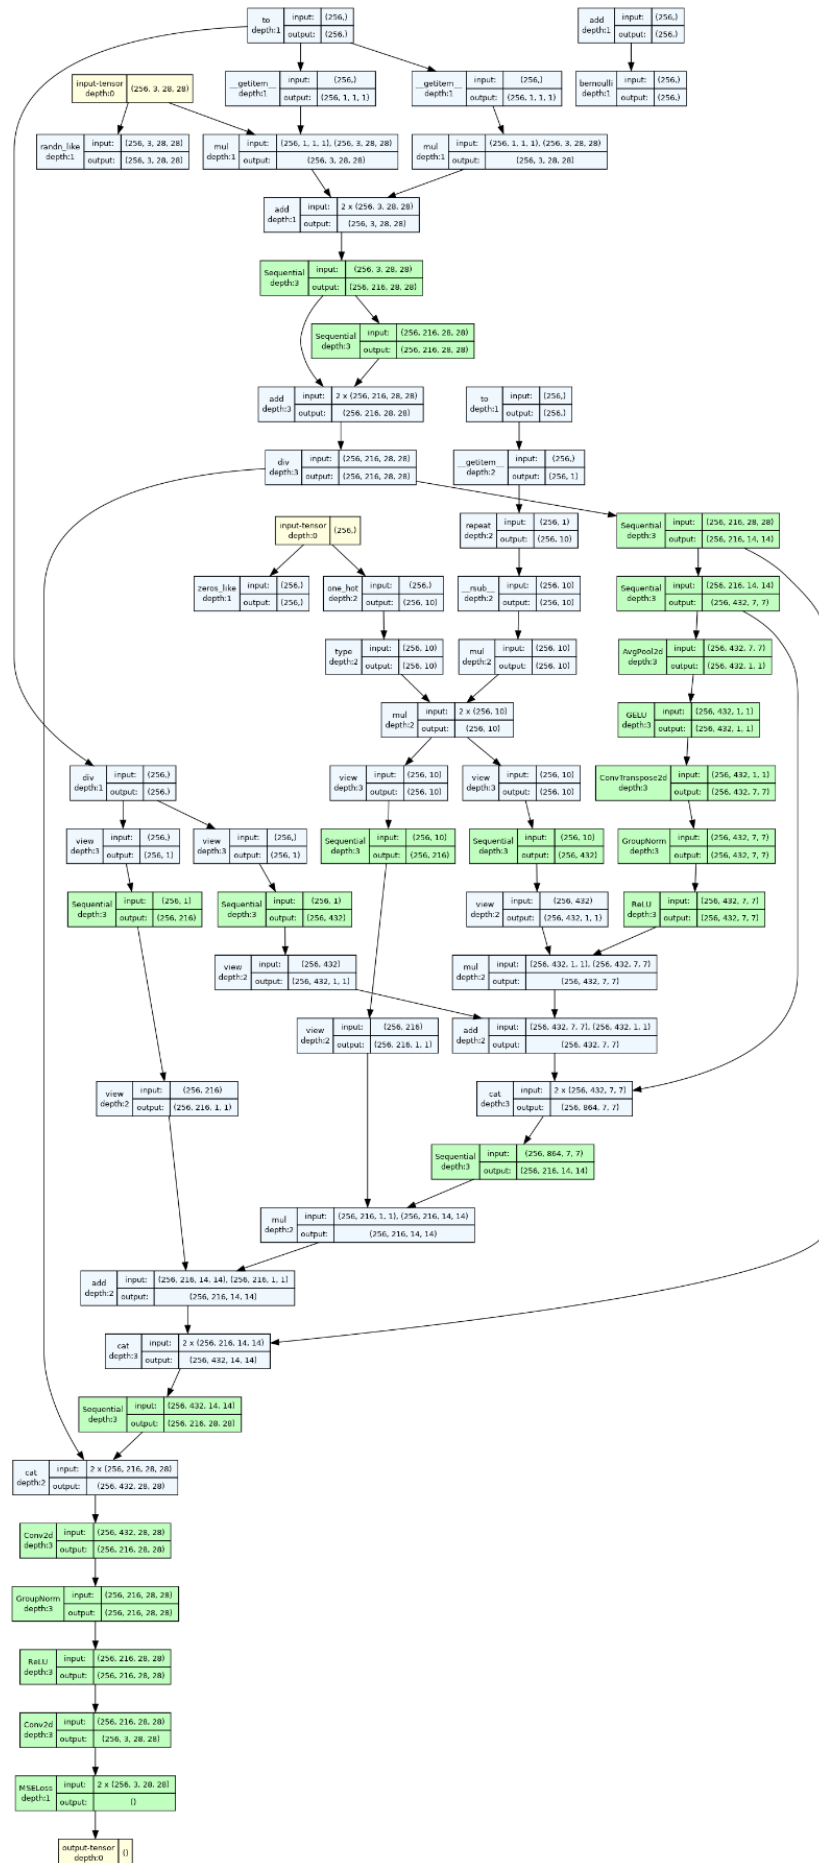 to
depth:1
input: (256,)
output: (256,)
add
depth:1
input: (256,)
output: (256,)
input-tensor
depth:0
(256, 3, 28, 28)
__getitem__
depth:1
input: (256,)
output: (256, 1, 1, 1)
__getitem__
depth:1
input: (256,)
output: (256, 1, 1, 1)
bernoulli
depth:1
input: (256,)
output: (256,)
randn_like
depth:1
input: (256, 3, 28, 28)
output: (256, 3, 28, 28)
mul
depth:1
input: (256, 1, 1, 1), (256, 3, 28, 28)
output: (256, 3, 28, 28)
mul
depth:1
input: (256, 1, 1, 1), (256, 3, 28, 28)
output: (256, 3, 28, 28)
add
depth:1
input: 2 x (256, 3, 28, 28)
output: (256, 3, 28, 28)
Sequential
depth:3
input: (256, 3, 28, 28)
output: (256, 216, 28, 28)
Sequential
depth:3
input: (256, 216, 28, 28)
output: (256, 216, 28, 28)
add
depth:3
input: 2 x (256, 216, 28, 28)
output: (256, 216, 28, 28)
to
depth:1
input: (256,)
output: (256,)
div
depth:3
input: (256, 216, 28, 28)
output: (256, 216, 28, 28)
__getitem__
depth:2
input: (256,)
output: (256, 1)
input-tensor
depth:0
(256,)
repeat
depth:2
input: (256, 1)
output: (256, 10)
Sequential
depth:3
input: (256, 216, 28, 28)
output: (256, 216, 14, 14)
zeros_like
depth:1
input: (256,)
output: (256,)
one_hot
depth:2
input: (256,)
output: (256, 10)
__rsub__
depth:2
input: (256, 10)
output: (256, 10)
Sequential
depth:3
input: (256, 216, 14, 14)
output: (256, 432, 7, 7)
type
depth:2
input: (256, 10)
output: (256, 10)
mul
depth:2
input: (256, 10)
output: (256, 10)
AvgPool2d
depth:3
input: (256, 432, 7, 7)
output: (256, 432, 1, 1)
mul
depth:2
input: 2 x (256, 10)
output: (256, 10)
GELU
depth:3
input: (256, 432, 1, 1)
output: (256, 432, 1, 1)
div
depth:1
input: (256,)
output: (256,)
view
depth:3
input: (256, 10)
output: (256, 10)
view
depth:3
input: (256, 10)
output: (256, 10)
ConvTranspose2d
depth:3
input: (256, 432, 1, 1)
output: (256, 432, 7, 7)
view
depth:3
input: (256,)
output: (256, 1)
view
depth:3
input: (256,)
output: (256, 1)
Sequential
depth:3
input: (256, 10)
output: (256, 216)
Sequential
depth:3
input: (256, 10)
output: (256, 432)
GroupNorm
depth:3
input: (256, 432, 7, 7)
output: (256, 432, 7, 7)
Sequential
depth:3
input: (256, 1)
output: (256, 216)
Sequential
depth:3
input: (256, 1)
output: (256, 432)
view
depth:2
input: (256, 432)
output: (256, 432, 1, 1)
ReLU
depth:3
input: (256, 432, 7, 7)
output: (256, 432, 7, 7)
view
depth:2
input: (256, 432)
output: (256, 432, 1, 1)
mul
depth:2
input: (256, 432, 1, 1), (256, 432, 7, 7)
output: (256, 432, 7, 7)
view
depth:2
input: (256, 216)
output: (256, 216, 1, 1)
add
depth:2
input: (256, 432, 7, 7), (256, 432, 1, 1)
output: (256, 432, 7, 7)
view
depth:2
input: (256, 216)
output: (256, 216, 1, 1)
cat
depth:3
input: 2 x (256, 432, 7, 7)
output: (256, 864, 7, 7)
Sequential
depth:3
input: (256, 864, 7, 7)
output: (256, 216, 14, 14)
mul
depth:2
input: (256, 216, 1, 1), (256, 216, 14, 14)
output: (256, 216, 14, 14)
add
depth:2
input: (256, 216, 14, 14), (256, 216, 1, 1)
output: (256, 216, 14, 14)
cat
depth:3
input: 2 x (256, 216, 14, 14)
output: (256, 432, 14, 14)
Sequential
depth:3
input: (256, 432, 14, 14)
output: (256, 216, 28, 28)
cat
depth:2
input: 2 x (256, 216, 28, 28)
output: (256, 432, 28, 28)
Conv2d
depth:3
input: (256, 432, 28, 28)
output: (256, 216, 28, 28)
GroupNorm
depth:3
input: (256, 216, 28, 28)
output: (256, 216, 28, 28)
ReLU
depth:3
input: (256, 216, 28, 28)
output: (256, 216, 28, 28)
Conv2d
depth:3
input: (256, 216, 28, 28)
output: (256, 3, 28, 28)
MSELoss
depth:1
input: 2 x (256, 3, 28, 28)
output: ()
output-tensor
depth:0
()